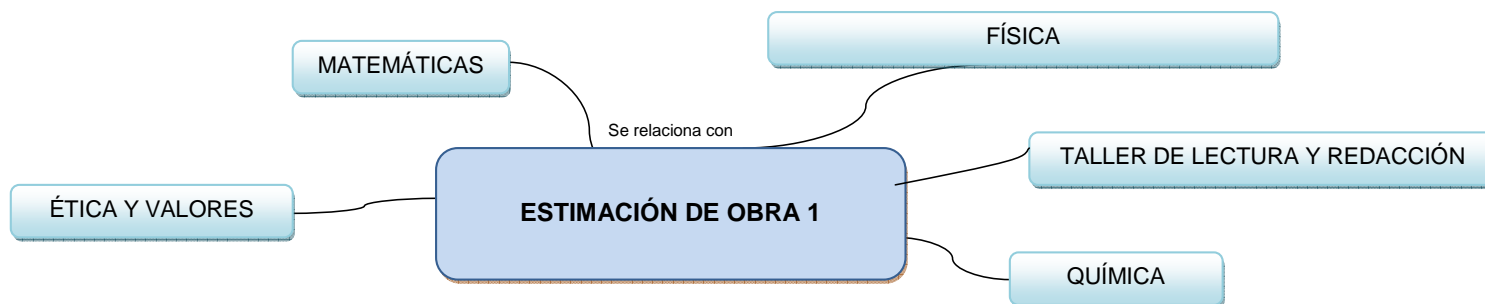 FÍSICA
MATEMÁTICAS
Se relaciona con
TALLER DE LECTURA Y REDACCIÓN
ÉTICA Y VALORES
ESTIMACIÓN DE OBRA 1
QUÍMICA